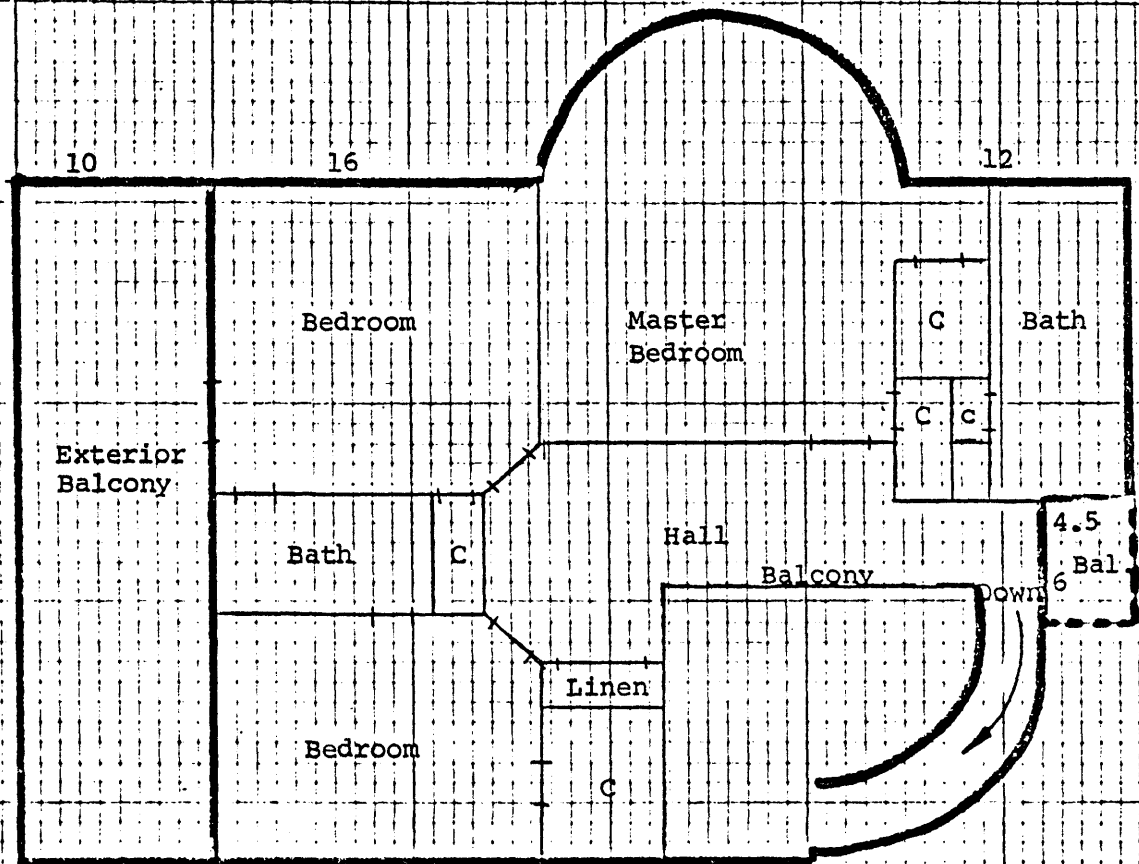 10
16
12
Bedroom
Master
Bedroom
C
Bath
C
C
Exterior
Balcony
Bath
C
Hall
4.5
Bal
Balcony
Down
6
Linen
Bedroom
C